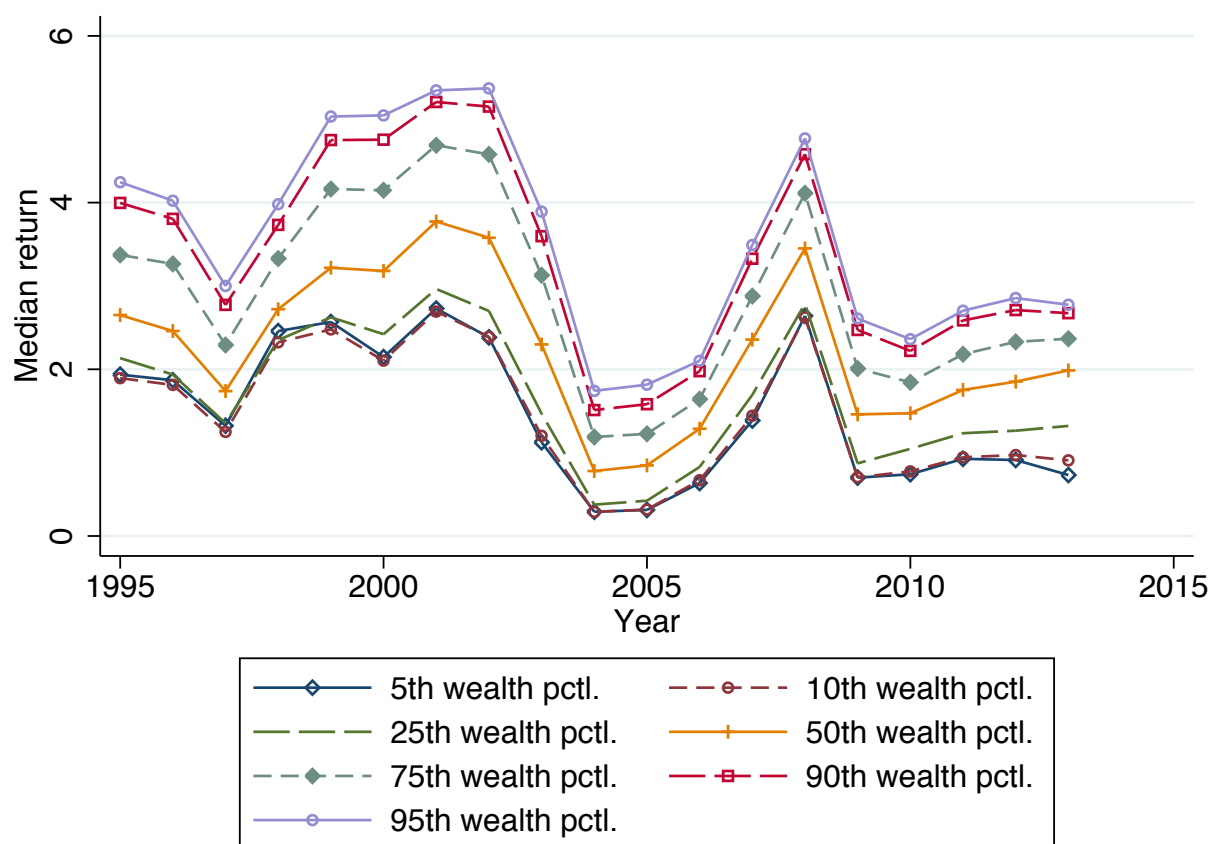 6
4
2
0
Median return
1995 2000 2005 2010 2015
Year
5th wealth pctl. 10th wealth pctl.
25th wealth pctl. 50th wealth pctl.
75th wealth pctl. 90th wealth pctl.
95th wealth pctl.